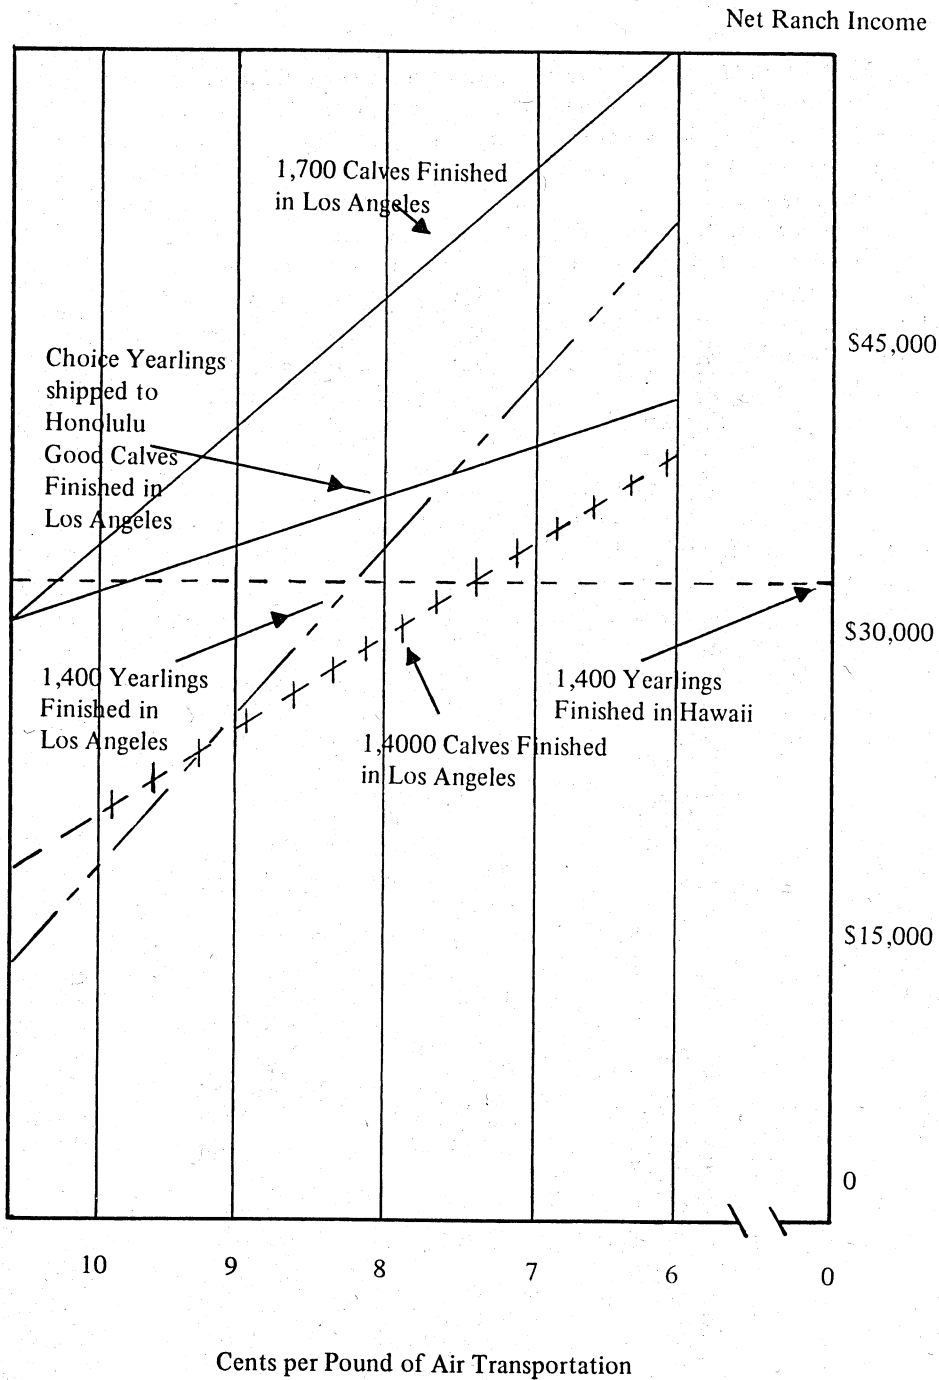 Net Ranch Income
1,700 Calves Finished
in Los Angeles
$45,000
Choice Yearlings
shipped to
Honolulu
Good Calves
Finished in
Los Angeles
$30,000
1,400 Yearlings
Finished in
Los Angeles
1,400 Yearlings
Finished in Hawaii
1,4000 Calves Finished
in Los Angeles
$15,000
0
10 9 8 7 6 0
Cents per Pound of Air Transportation